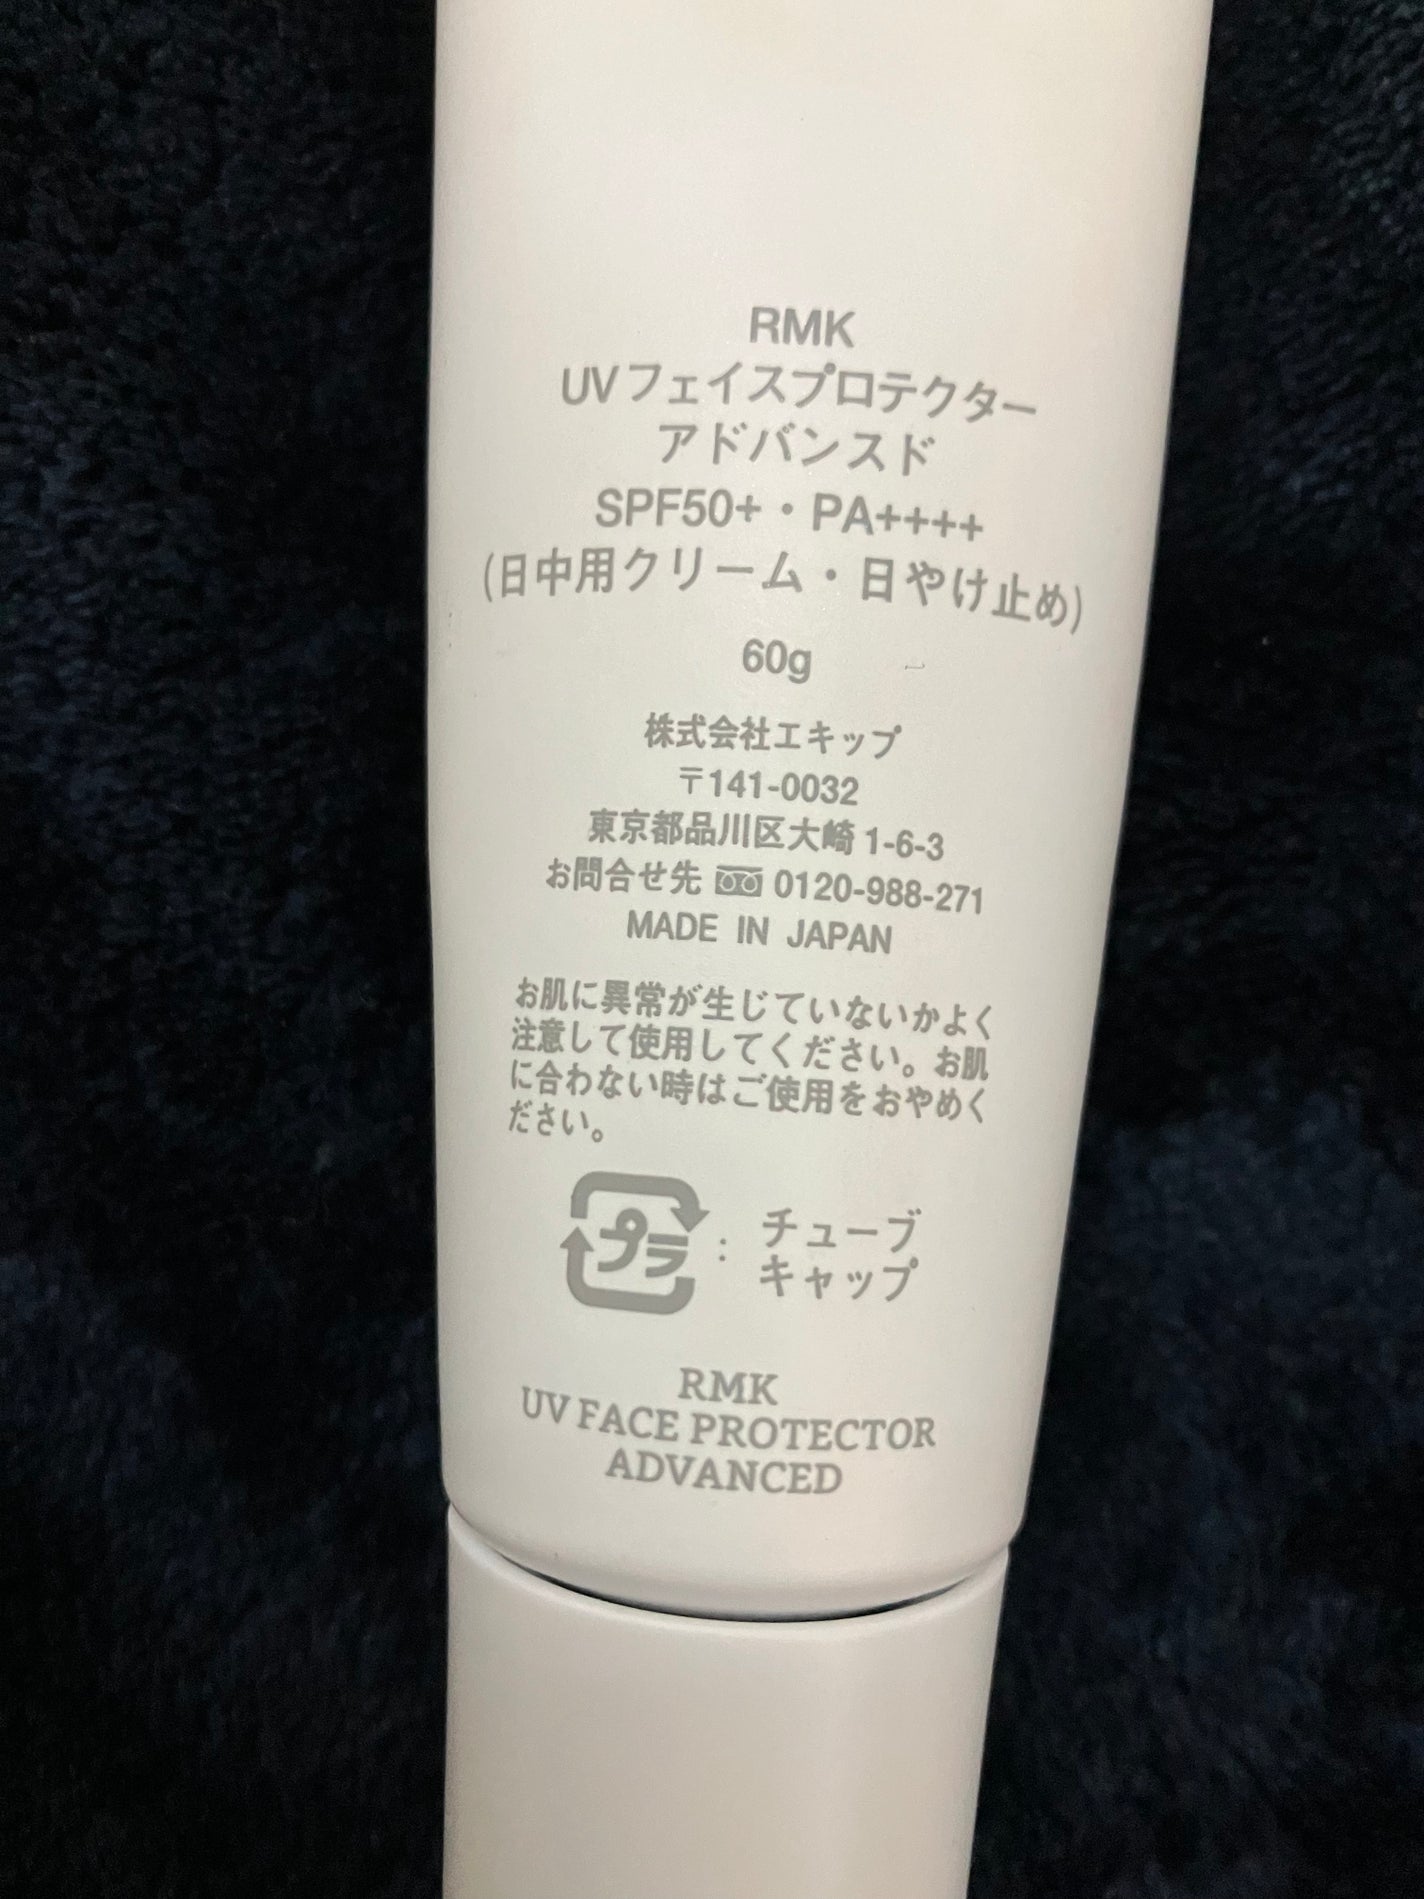 RMK
UVフェイスプロテクター
アドバンスド
SPF50+・PA++++
(日中用クリーム・日やけ止め)
60g
株式会社エキップ
〒141-0032
東京都品川区大崎1-6-3
お問合せ先 0120-988-271
MADE IN JAPAN
お肌に異常が生じていないかよく
注意して使用してください。お肌
に合わない時はご使用をおやめく
ださい。
プラ : チューブ
キャップ
RMK
UV FACE PROTECTOR
ADVANCED